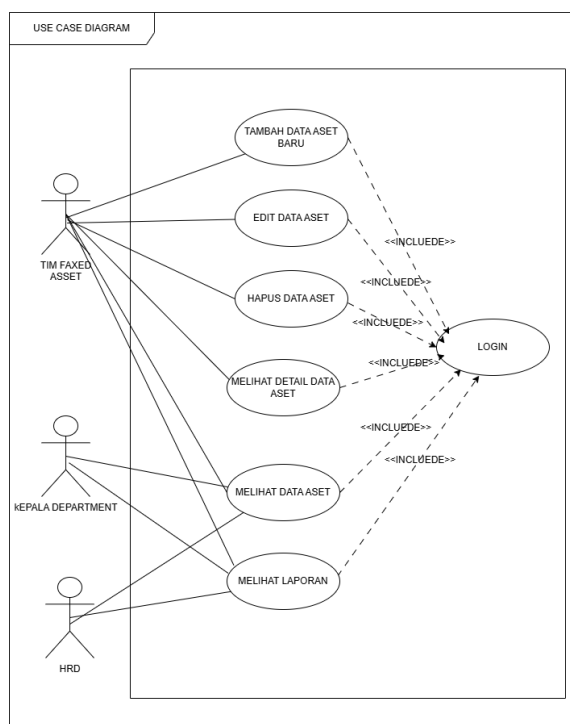 USE CASE DIAGRAM
TAMBAH DATA ASET
BARU
EDIT DATA ASET
<<INCLUEDE>>
TIM FAXED
ASSET
<<INCLUEDE>>
HAPUS DATA ASET
<<INCLUEDE>>
LOGIN
<<INCLUEDE>>
MELIHAT DETAIL DATA
ASET
<<INCLUEDE>>
<<INCLUEDE>>
MELIHAT DATA ASET
kEPALA DEPARTMENT
MELIHAT LAPORAN
HRD